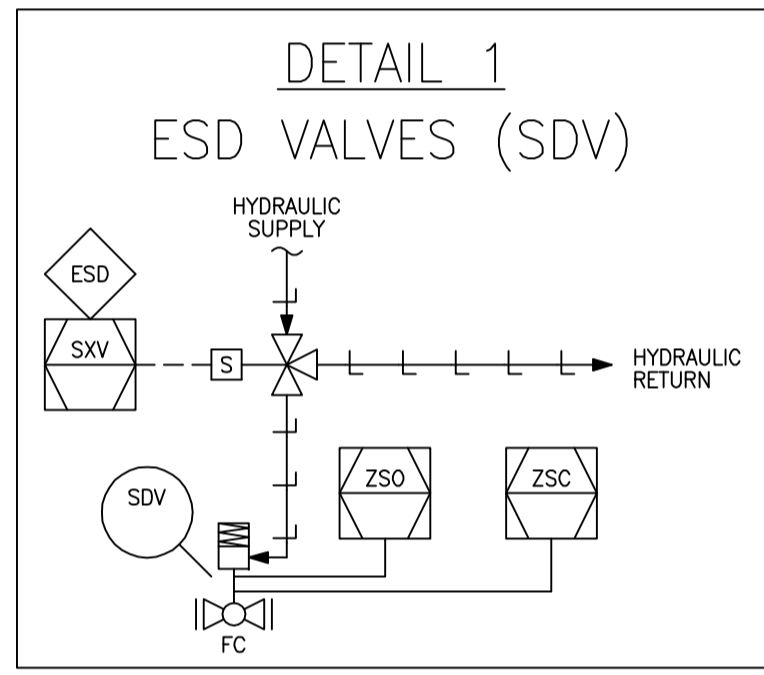 DETAIL 1
ESD VALVES (SDV)
HYDRAULIC
SUPPLY
ESD
SXV
S
HYDRAULIC
RETURN
ZSO
ZSC
SDV
FC